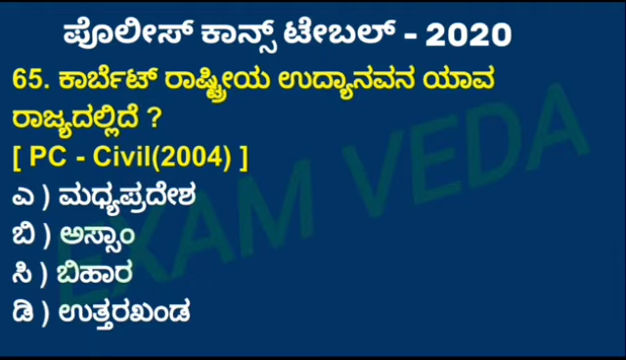 ಪೊಲೀಸ್ ಕಾನ್ಸ್ ಟೇಬಲ್ - 2020
65. ಕಾರ್ಬೆಟ್ ರಾಷ್ಟ್ರೀಯ ಉದ್ಯಾನವನ ಯಾವ
ರಾಜ್ಯದಲ್ಲಿದೆ ?
[ PC - Civil(2004) ]
ಎ ) ಮಧ್ಯಪ್ರದೇಶ
ಬಿ ) ಅಸ್ಸಾಂ
ಸಿ ) ಬಿಹಾರ
ಡಿ ) ಉತ್ತರಖಂಡ
EXAM VEDA